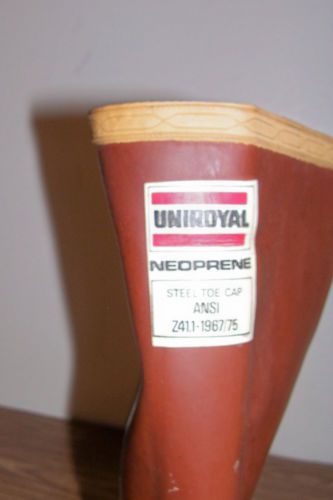 UNIROYAL
NEOPRENE
STEEL TOE CAP
ANSI
Z41.1-1967/75